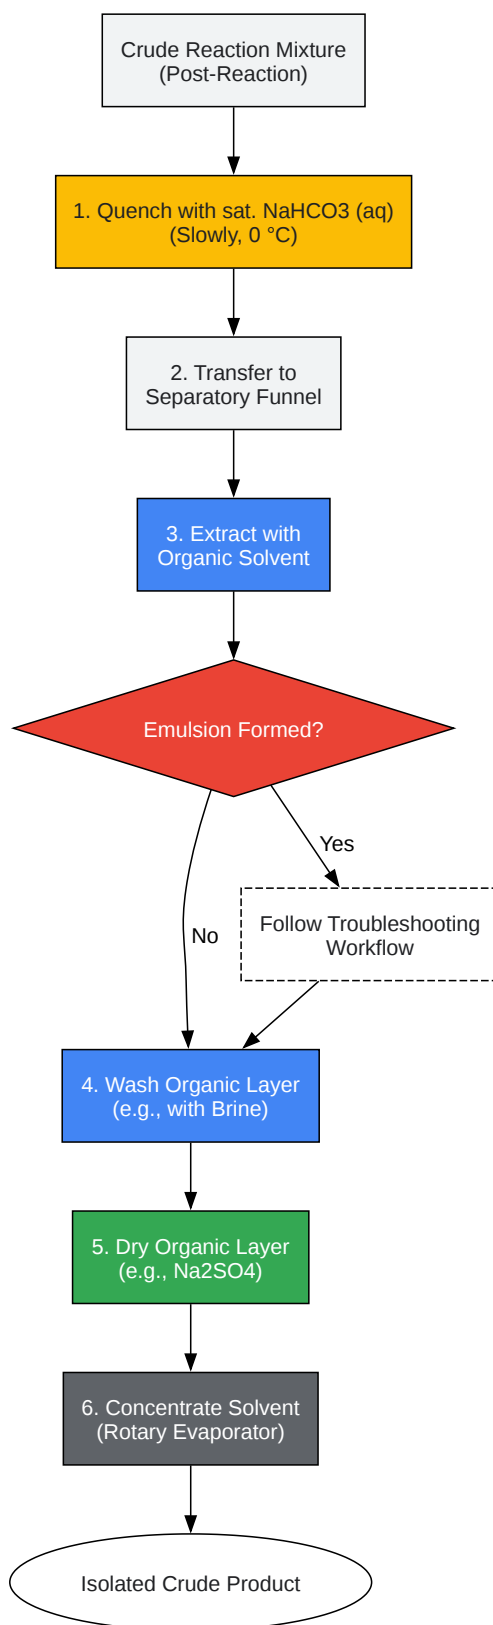 Crude Reaction Mixture
(Post-Reaction)
1. Quench with sat. NaHCO3 (aq)
(Slowly, 0 °C)
2. Transfer to
Separatory Funnel
3. Extract with
Organic Solvent
Emulsion Formed?
Yes
Follow Troubleshooting
Workflow
No
4. Wash Organic Layer
(e.g., with Brine)
5. Dry Organic Layer
(e.g., Na2SO4)
6. Concentrate Solvent
(Rotary Evaporator)
Isolated Crude Product